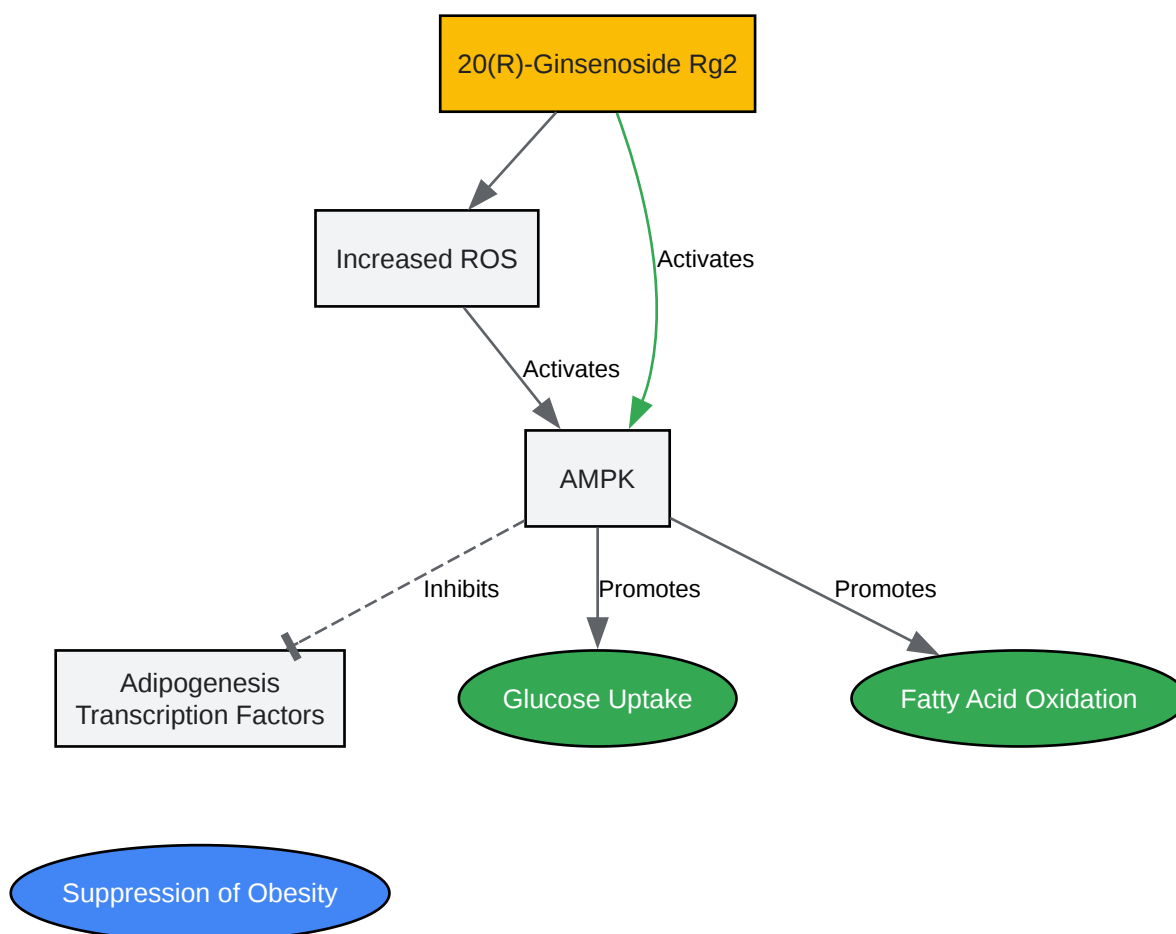 20(R)-Ginsenoside Rg2
Increased ROS
Activates
Activates
AMPK
Inhibits
Promotes
Promotes
Adipogenesis
Transcription Factors
Glucose Uptake
Fatty Acid Oxidation
Suppression of Obesity